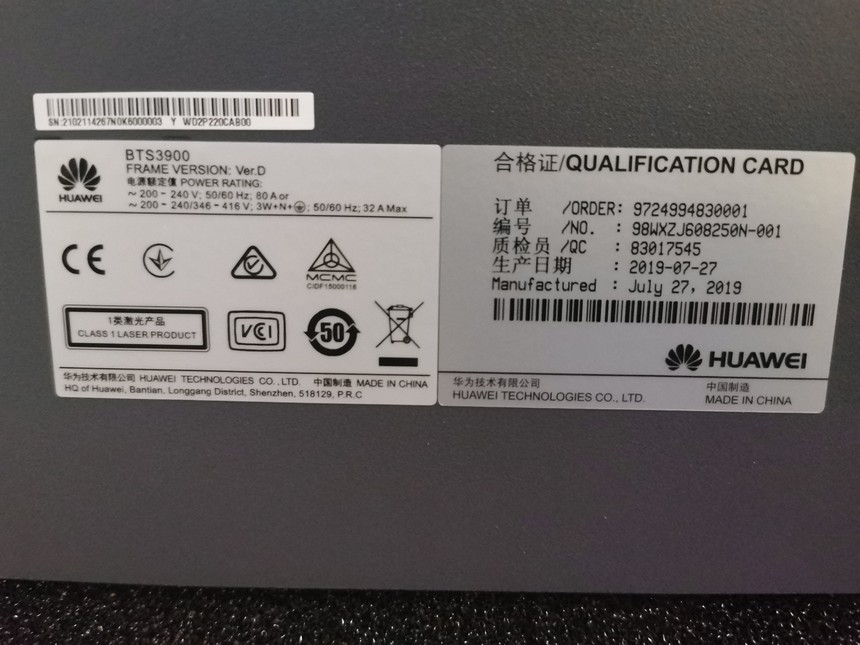 SN:2102114267N0K6000003 Y WD2P220CAB00
HUAWEI
BTS3900
FRAME VERSION: Ver.D
电源额定值 POWER RATING:
～200－240 V; 50/60 Hz; 80 A or
～200－240/346－416 V; 3W+N+⏚; 50/60 Hz; 32 A Max
CE
MCMC
CIDF15000116
1类激光产品
CLASS 1 LASER PRODUCT
VCI
50
华为技术有限公司 HUAWEI TECHNOLOGIES CO., LTD. 中国制造 MADE IN CHINA
HQ of Huawei, Bantian, Longgang District, Shenzhen, 518129, P.R.C
合格证/QUALIFICATION CARD
订单 /ORDER: 9724994830001
编号 /NO. : 98WXZJ608250N-001
质检员 /QC : 83017545
生产日期 : 2019-07-27
Manufactured : July 27, 2019
HUAWEI
华为技术有限公司 中国制造
HUAWEI TECHNOLOGIES CO., LTD. MADE IN CHINA